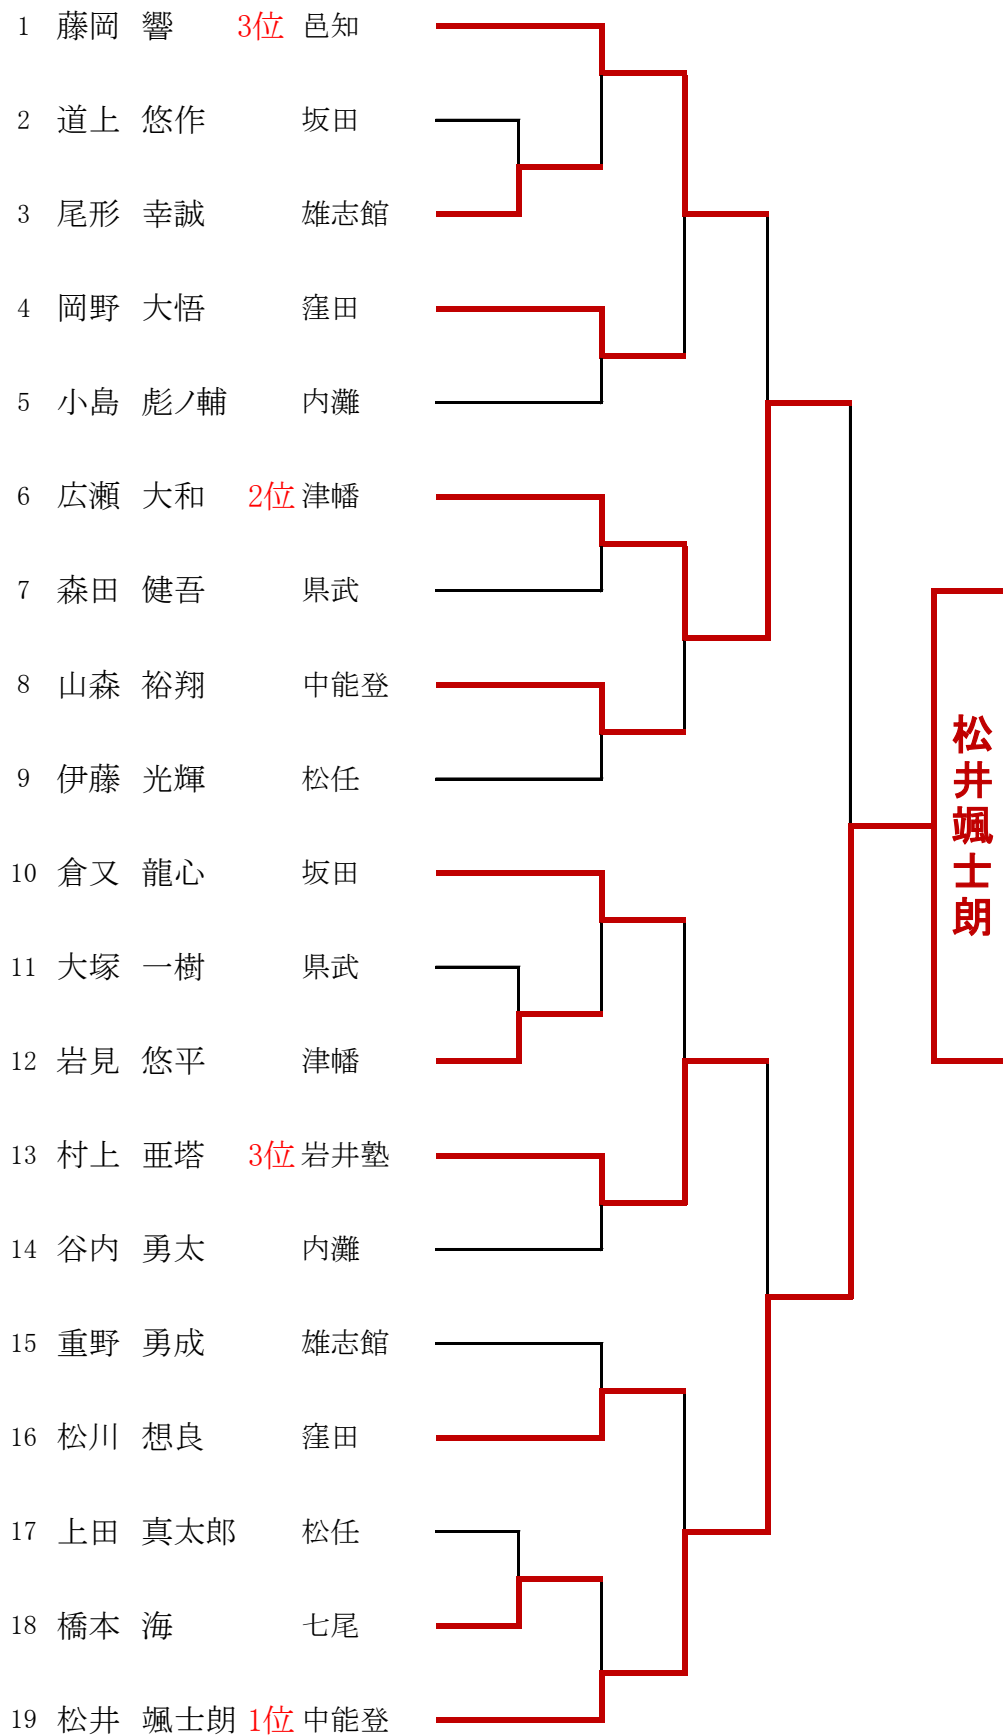 1 藤岡 響 3位 邑知
2 道上 悠作 坂田
3 尾形 幸誠 雄志館
4 岡野 大悟 窪田
5 小島 彪ノ輔 内灘
6 広瀬 大和 2位 津幡
7 森田 健吾 県武
8 山森 裕翔 中能登
9 伊藤 光輝 松任
10 倉又 龍心 坂田
11 大塚 一樹 県武
12 岩見 悠平 津幡
13 村上 亜塔 3位 岩井塾
14 谷内 勇太 内灘
15 重野 勇成 雄志館
16 松川 想良 窪田
17 上田 真太郎 松任
18 橋本 海 七尾
19 松井 颯士朗 1位 中能登
松井颯士朗